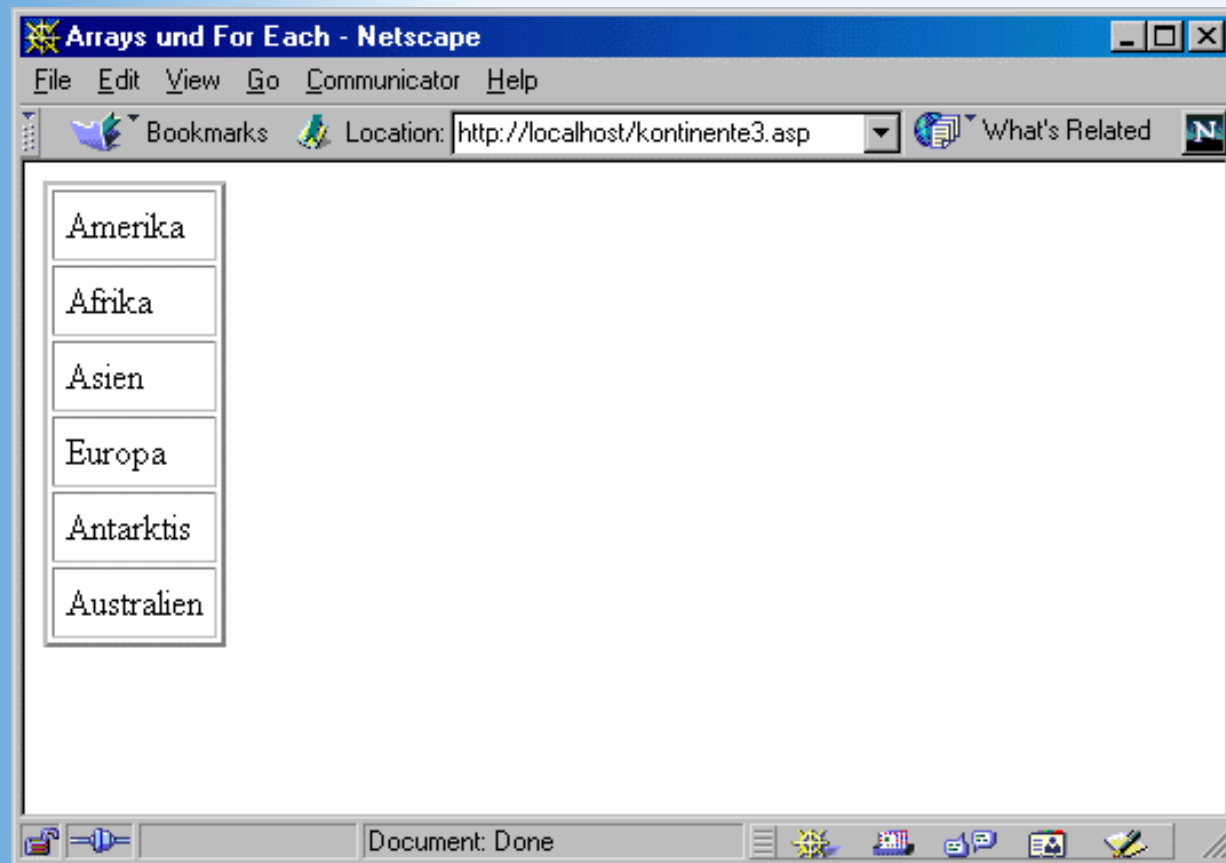 Arrays und For Each - Netscape
File Edit View Go Communicator Help
Bookmarks Location: http://localhost/kontinente3.asp What's Related N
Amerika
Afrika
Asien
Europa
Antarktis
Australien
Document: Done